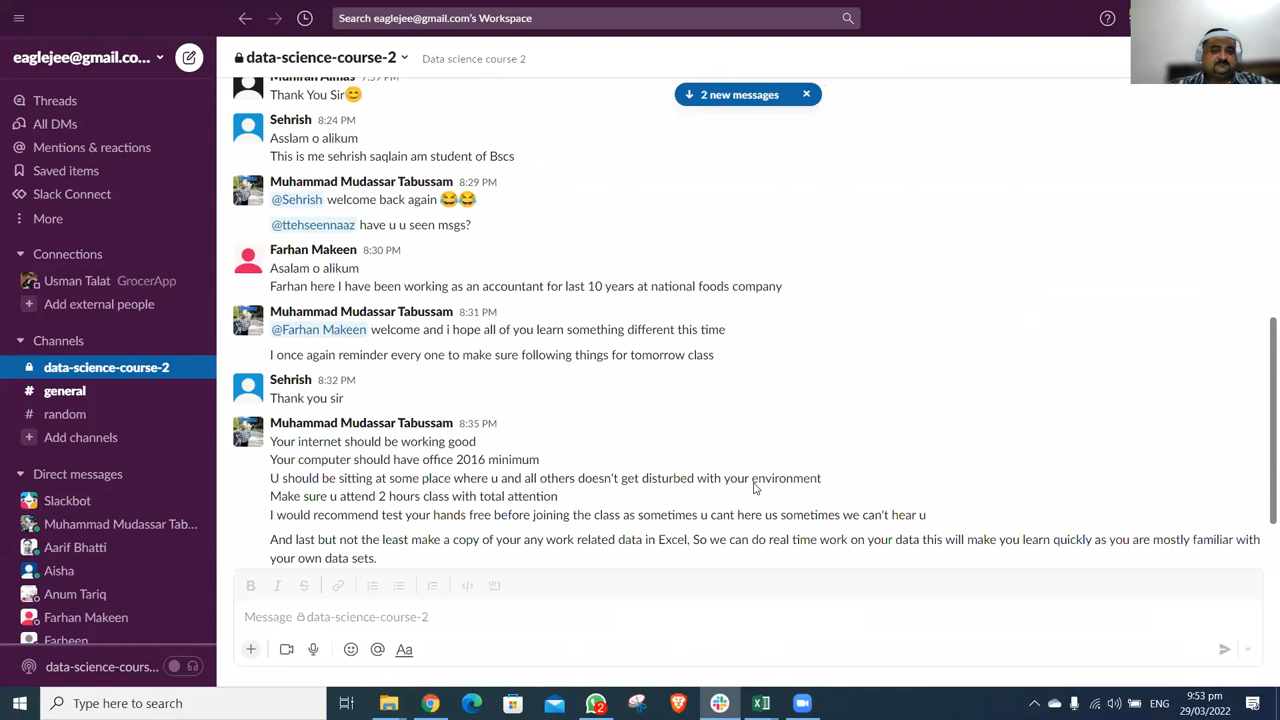 Search eaglejee@gmail.com's Workspace
eaglejee@gmail.co...
data-science-course-2
Data science course 2
2 new messages
Threads
All DMs
Mentions & reactions
Saved items
Slack Connect
More
Connections
Usman Talat GrocerApp
Add external people
Channels
data-science-course-2
# general
# random
Add channels
Direct messages
Slackbot
Muhammad Mudassar Tab...
Aarif Bhatti
Aisha
Anum Tariq
Farhan Makeen
Farheen
data-science-cours...
Thank You Sir😊
Sehrish 8:24 PM
Asslam o alikum
This is me sehrish saqlain am student of Bscs
Muhammad Mudassar Tabussam 8:29 PM
@Sehrish welcome back again 😂😂
@ttehseennaaz have u u seen msgs?
Farhan Makeen 8:30 PM
Asalam o alikum
Farhan here I have been working as an accountant for last 10 years at national foods company
Muhammad Mudassar Tabussam 8:31 PM
@Farhan Makeen welcome and i hope all of you learn something different this time
I once again reminder every one to make sure following things for tomorrow class
Sehrish 8:32 PM
Thank you sir
Muhammad Mudassar Tabussam 8:35 PM
Your internet should be working good
Your computer should have office 2016 minimum
U should be sitting at some place where u and all others doesn't get disturbed with your environment
Make sure u attend 2 hours class with total attention
I would recommend test your hands free before joining the class as sometimes u cant here us sometimes we can't hear u
And last but not the least make a copy of your any work related data in Excel, So we can do real time work on your data this will make you learn quickly as you are mostly familiar with
your own data sets.
Message data-science-course-2
Type here to search
2
9:53 pm
29/03/2022